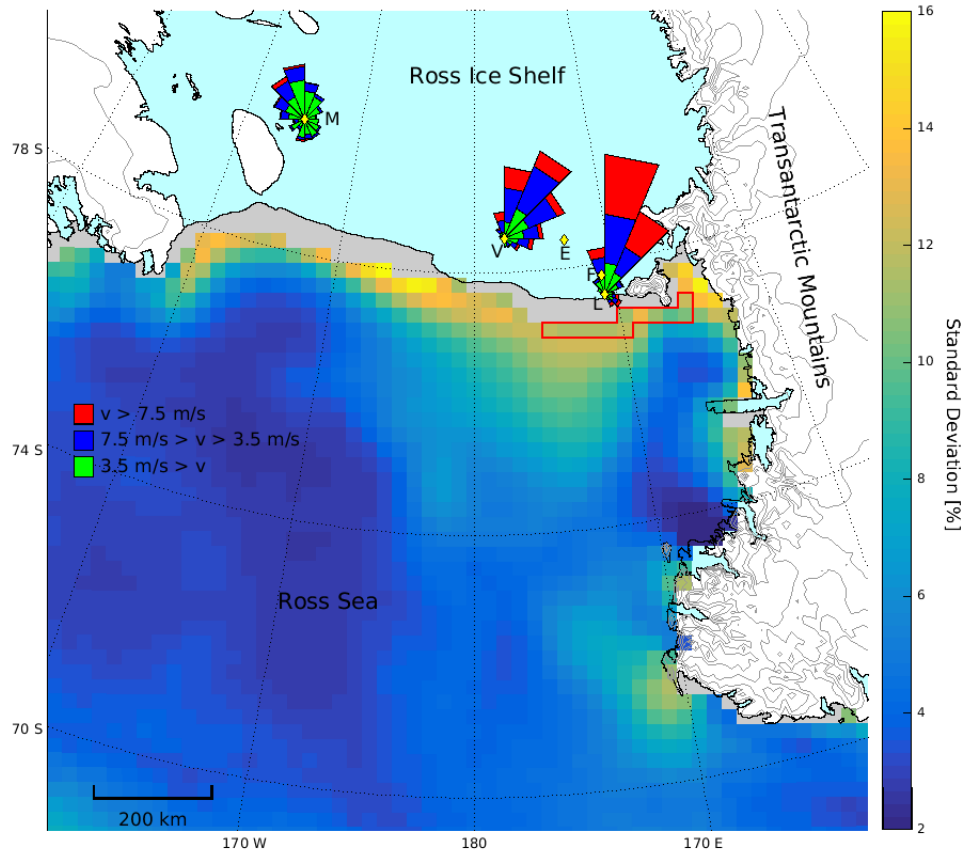 16
Ross Ice Shelf
M
Transantarctic Mountains
14
78 S
V
E
F
L
12
10
Standard Deviation [%]
v > 7.5 m/s
7.5 m/s > v > 3.5 m/s
3.5 m/s > v
8
74 S
6
Ross Sea
4
70 S
200 km
2
170 W
180
170 E